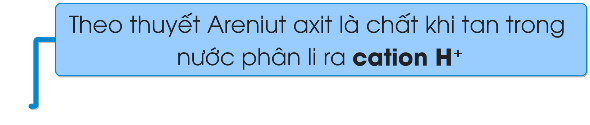 Theo thuyết Areniut axit là chất khi tan trong
nước phân li ra cation H⁺